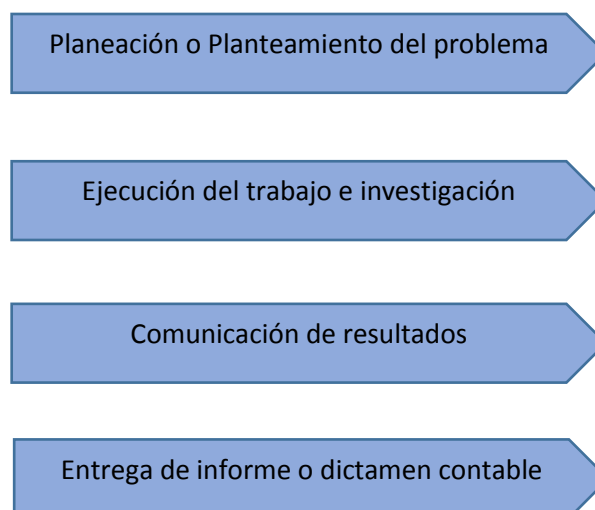 Planeación o Planteamiento del problema
Ejecución del trabajo e investigación
Comunicación de resultados
Entrega de informe o dictamen contable